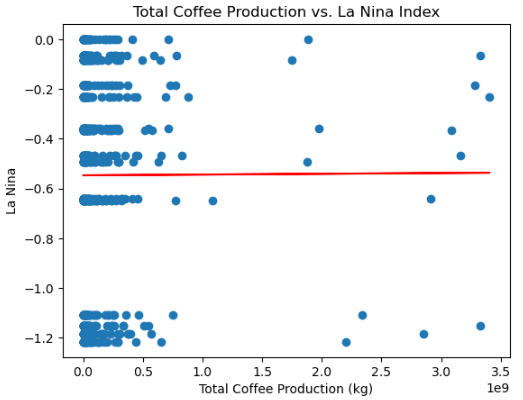 Total Coffee Production vs. La Nina Index
La Nina
0.0
−0.2
−0.4
−0.6
−0.8
−1.0
−1.2
0.0 0.5 1.0 1.5 2.0 2.5 3.0 3.5
1e9
Total Coffee Production (kg)